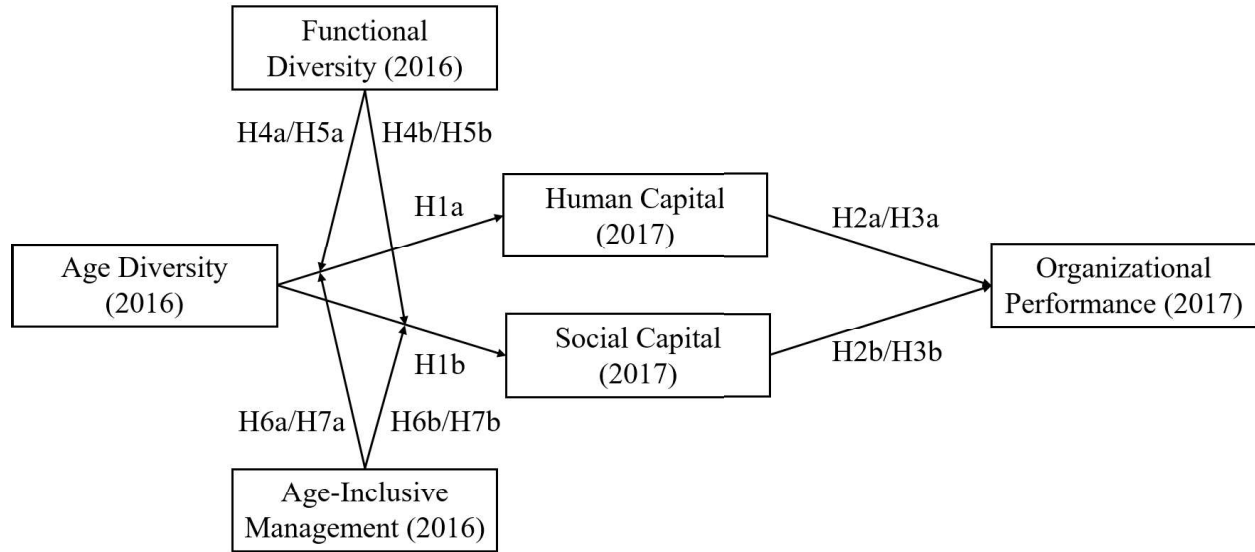 Functional
Diversity (2016)
H4a/H5a
H4b/H5b
H1a
Human Capital
(2017)
H2a/H3a
Age Diversity
(2016)
Organizational
Performance (2017)
Social Capital
(2017)
H2b/H3b
H1b
H6a/H7a
H6b/H7b
Age-Inclusive
Management (2016)